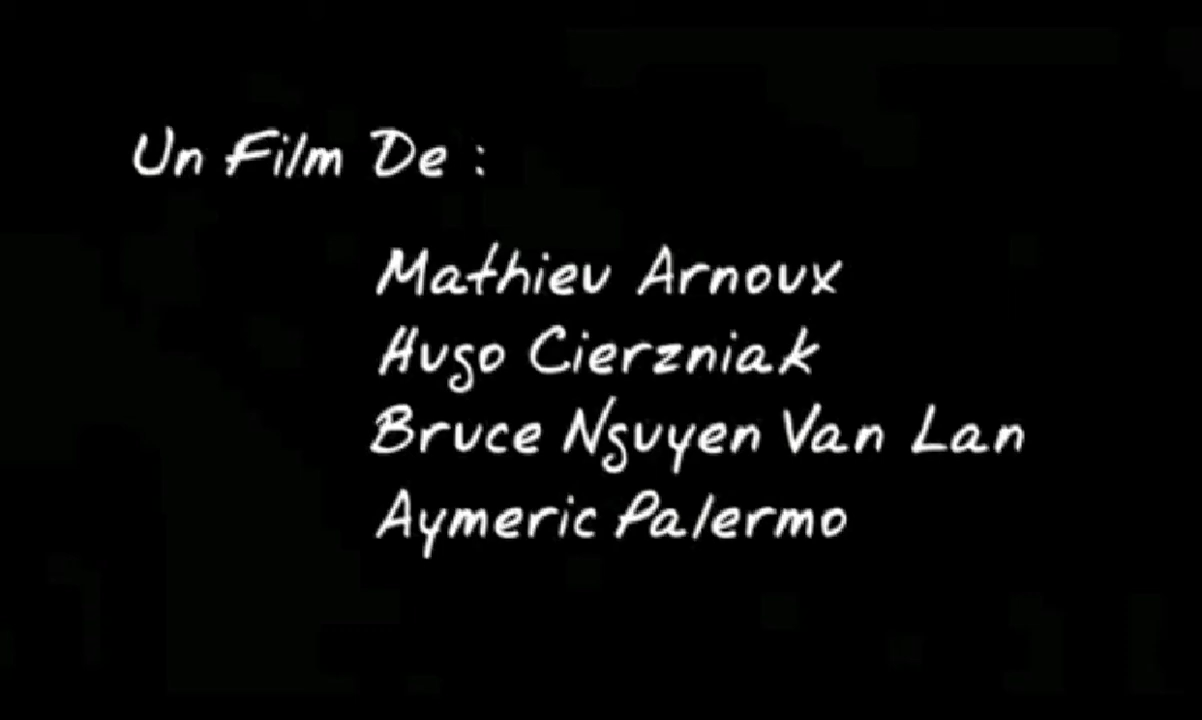 Un Film De :
Mathieu Arnoux
Hugo Cierzniak
Bruce Nguyen Van Lan
Aymeric Palermo